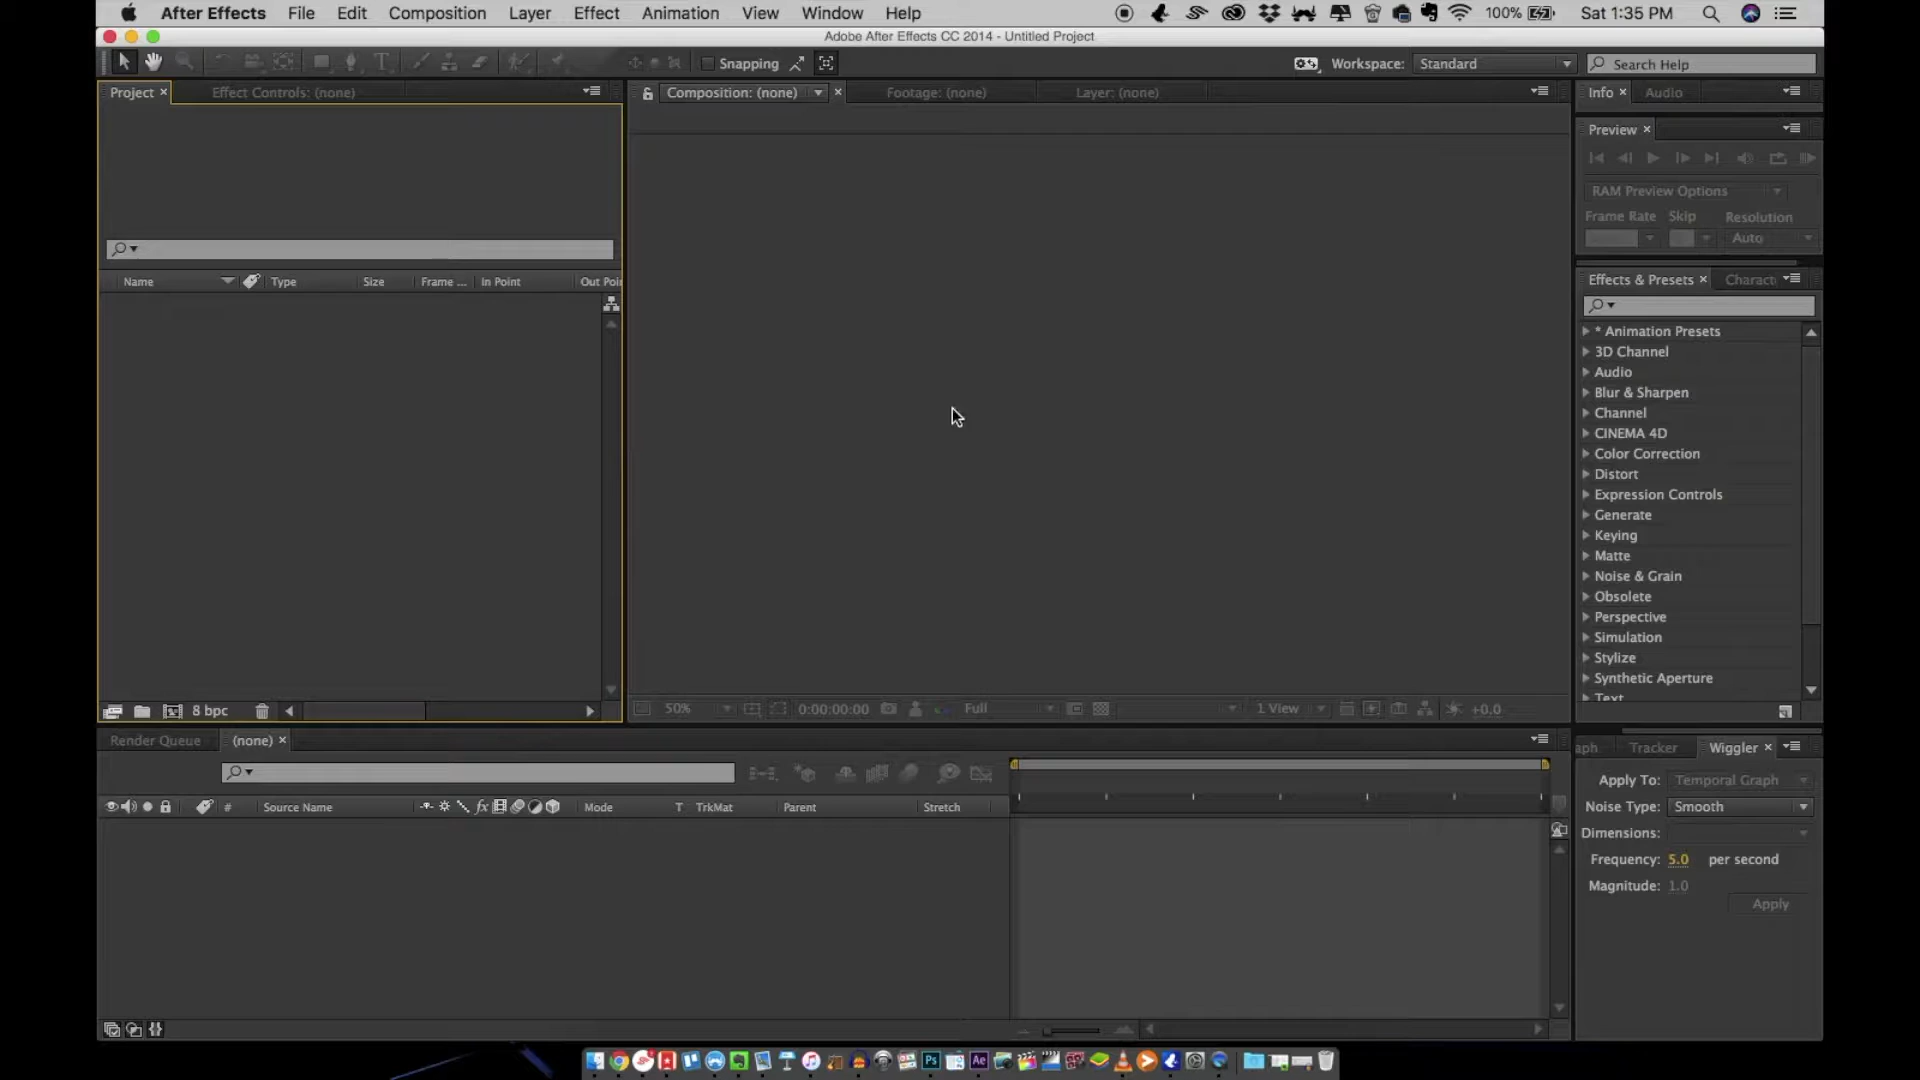 After Effects File Edit Composition Layer Effect Animation View Window Help 100% Sat 1:35 PM
Adobe After Effects CC 2014 - Untitled Project
Snapping Workspace: Standard Search Help
Project Effect Controls: (none) Composition: (none) Footage: (none) Layer: (none) Info Audio
Preview
RAM Preview Options
Frame Rate Skip Resolution
Auto
Name Type Size Frame ... In Point Out Poi
Effects & Presets Charact
* Animation Presets
3D Channel
Audio
Blur & Sharpen
Channel
CINEMA 4D
Color Correction
Distort
Expression Controls
Generate
Keying
Matte
Noise & Grain
Obsolete
Perspective
Simulation
Stylize
Synthetic Aperture
Text
8 bpc 50% 0:00:00:00 Full 1 View +0.0
Render Queue (none) aph Tracker Wiggler
# Source Name fx Mode T TrkMat Parent Stretch
Apply To: Temporal Graph
Noise Type: Smooth
Dimensions:
Frequency: 5.0 per second
Magnitude: 1.0
Apply
Ps Ae